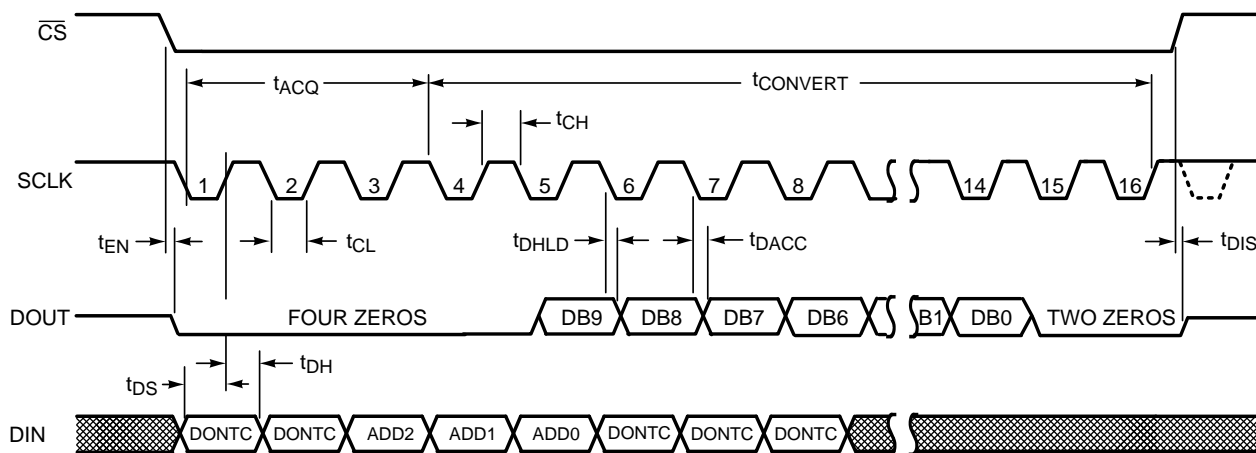 CS
tACQ
tCONVERT
tCH
SCLK
1 2 3 4 5 6 7 8 14 15 16
tEN
tCL
tDHLD
tDACC
tDIS
DOUT
FOUR ZEROS
DB9 DB8 DB7 DB6 B1 DB0 TWO ZEROS
tDS
tDH
DIN
DONTC DONTC ADD2 ADD1 ADD0 DONTC DONTC DONTC